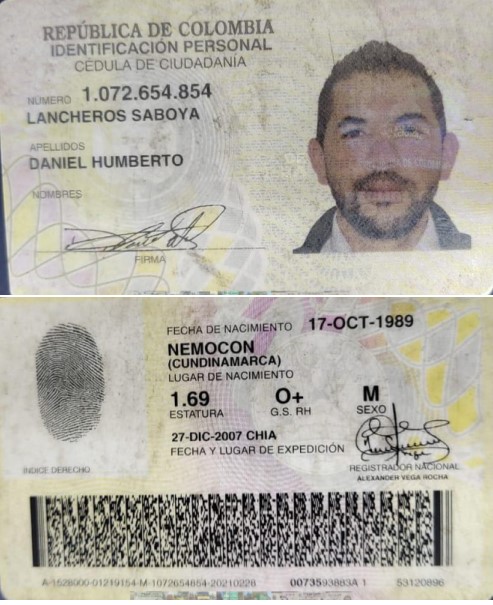 REPÚBLICA DE COLOMBIA
IDENTIFICACIÓN PERSONAL
CÉDULA DE CIUDADANÍA
NÚMERO 1.072.654.854
LANCHEROS SABOYA
APELLIDOS
DANIEL HUMBERTO
NOMBRES
FIRMA
FECHA DE NACIMIENTO 17-OCT-1989
NEMOCON
(CUNDINAMARCA)
LUGAR DE NACIMIENTO
1.69 O+ M
ESTATURA G.S. RH SEXO
27-DIC-2007 CHIA
FECHA Y LUGAR DE EXPEDICIÓN
INDICE DERECHO
REGISTRADOR NACIONAL
ALEXANDER VEGA ROCHA
A-1528000-01219154-M-1072654854-20210226 0073593883A 1 53120896